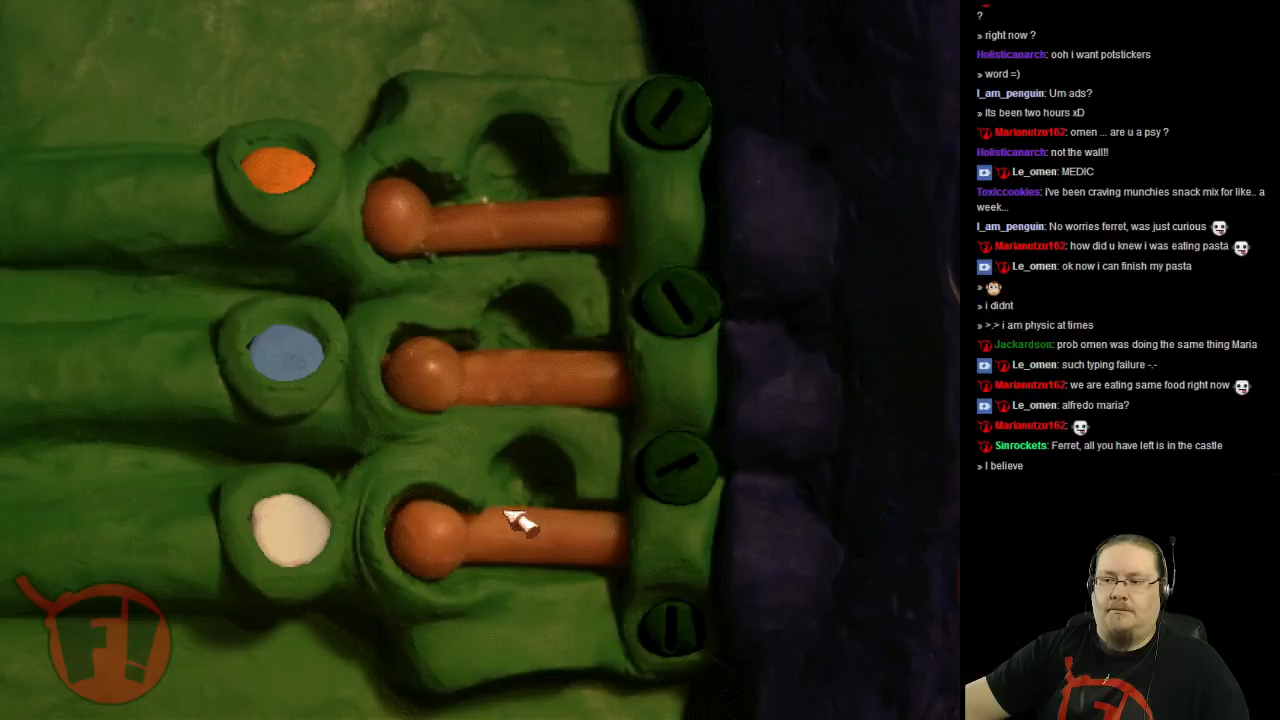 ?
» right now ?
Holisticanarch: ooh i want potstickers
» word =)
I_am_penguin: Um ads?
» Its been two hours xD
Marianutzu162: omen ... are u a psy ?
Holisticanarch: not the wall!!
Le_omen: MEDIC
Toxiccookies: i've been craving munchies snack mix for like.. a
week...
I_am_penguin: No worries ferret, was just curious
Marianutzu162: how did u knew i was eating pasta
Le_omen: ok now i can finish my pasta
»
» i didnt
» >.> i am physic at times
Jackardson: prob omen was doing the same thing Maria
Le_omen: such typing failure -.-
Marianutzu162: we are eating same food right now
Le_omen: alfredo maria?
Marianutzu162:
Sinrockets: Ferret, all you have left is in the castle
» I believe
F!